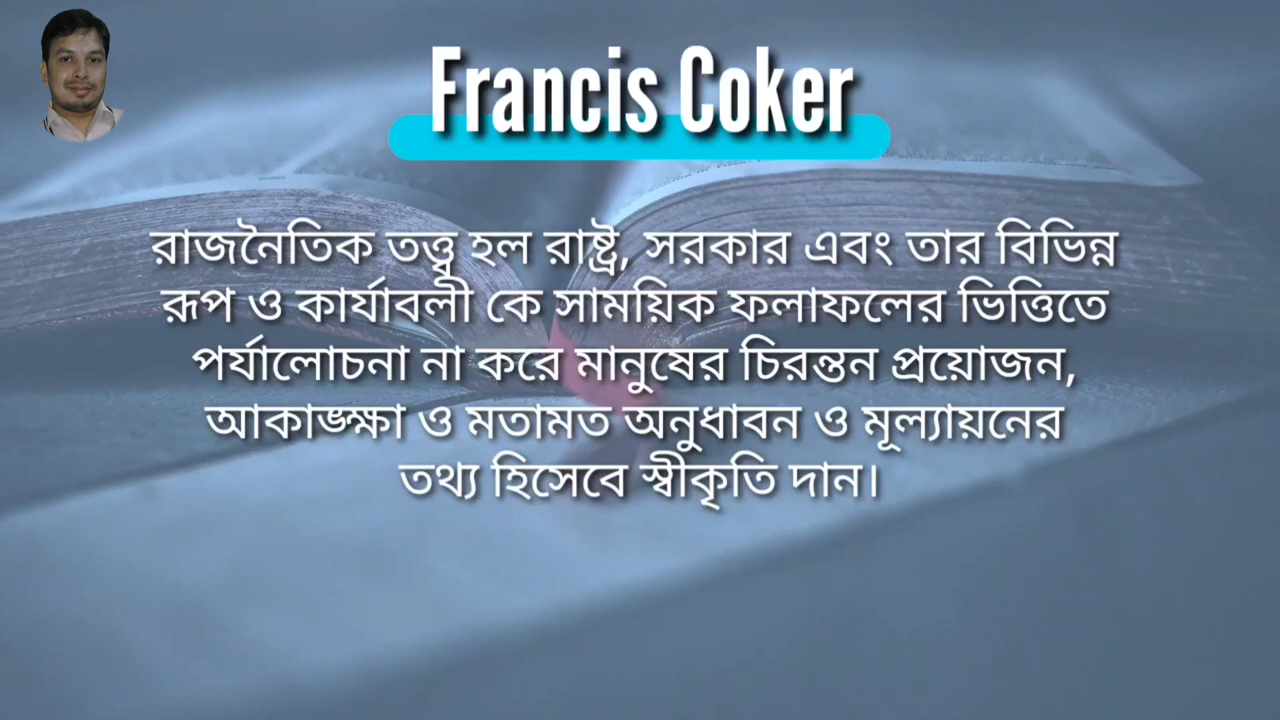 Francis Coker
রাজনৈতিক তত্ত্ব হল রাষ্ট্র, সরকার এবং তার বিভিন্ন
রূপ ও কার্যাবলী কে সাময়িক ফলাফলের ভিত্তিতে
পর্যালোচনা না করে মানুষের চিরন্তন প্রয়োজন,
আকাঙ্ক্ষা ও মতামত অনুধাবন ও মূল্যায়নের
তথ্য হিসেবে স্বীকৃতি দান।